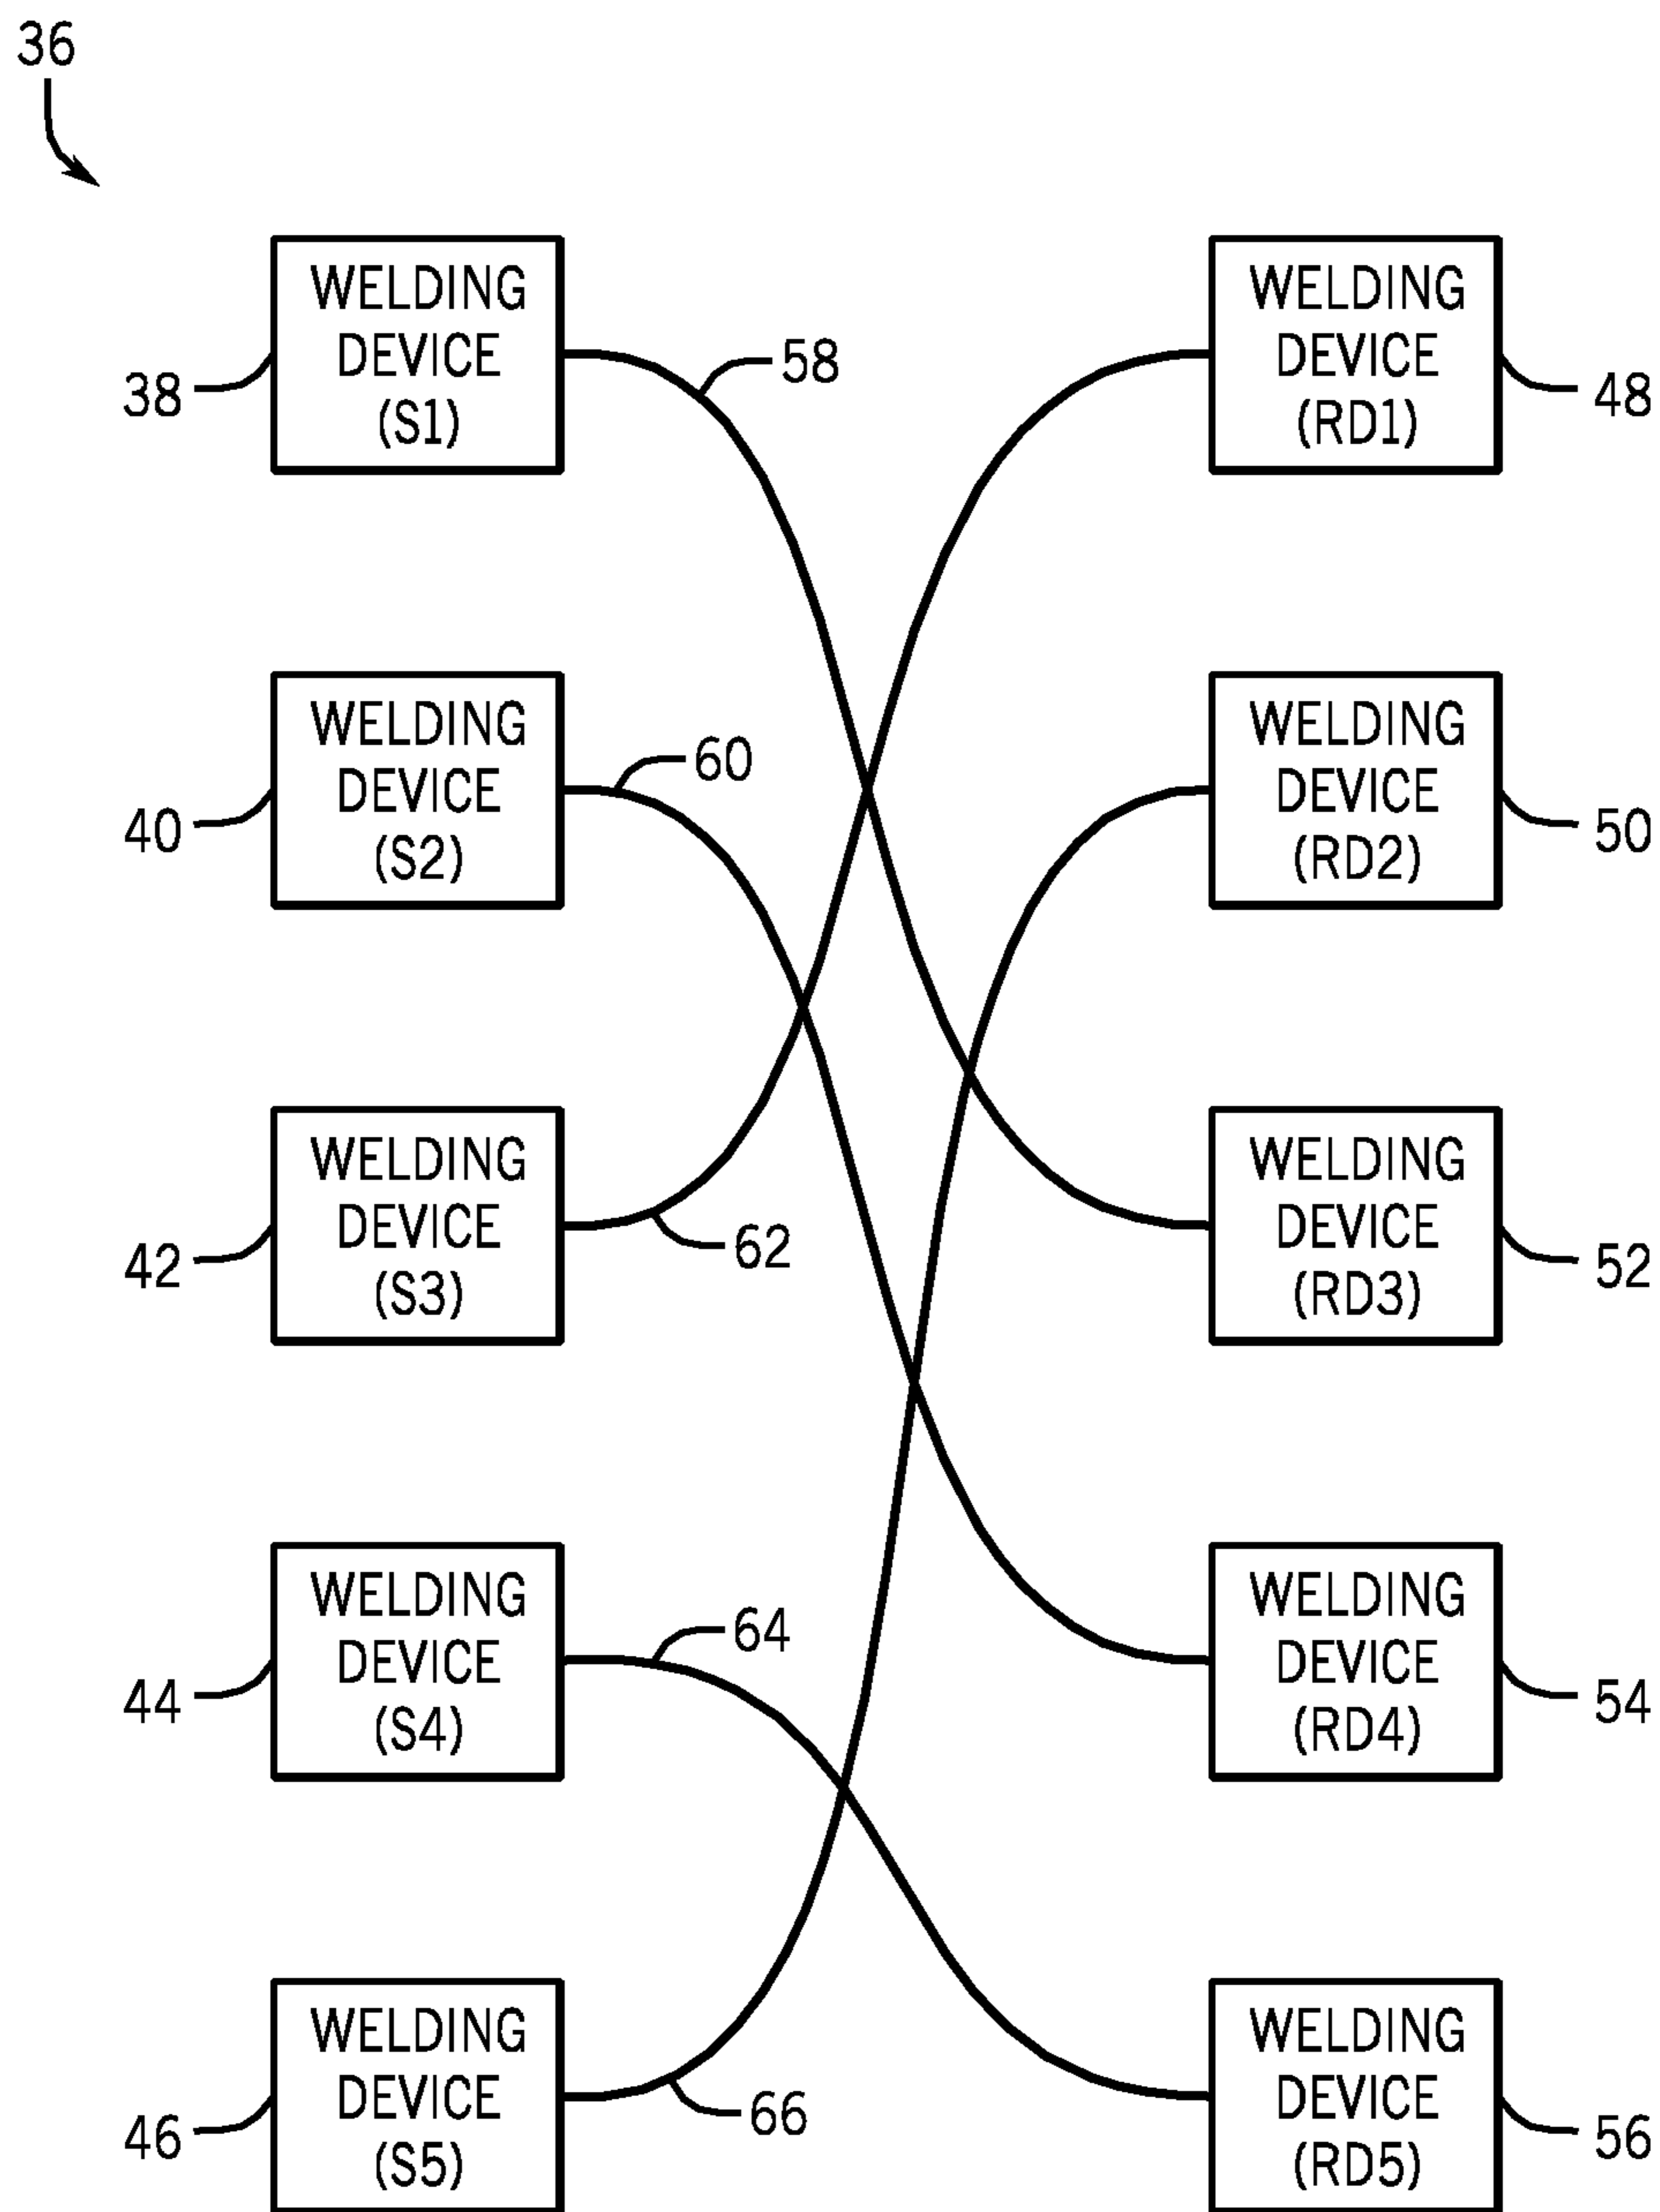 36
WELDING
DEVICE
(S1)
38
58
WELDING
DEVICE
(RD1)
48
WELDING
DEVICE
(S2)
40
60
WELDING
DEVICE
(RD2)
50
WELDING
DEVICE
(S3)
42
62
WELDING
DEVICE
(RD3)
52
WELDING
DEVICE
(S4)
44
64
WELDING
DEVICE
(RD4)
54
WELDING
DEVICE
(S5)
46
66
WELDING
DEVICE
(RD5)
56